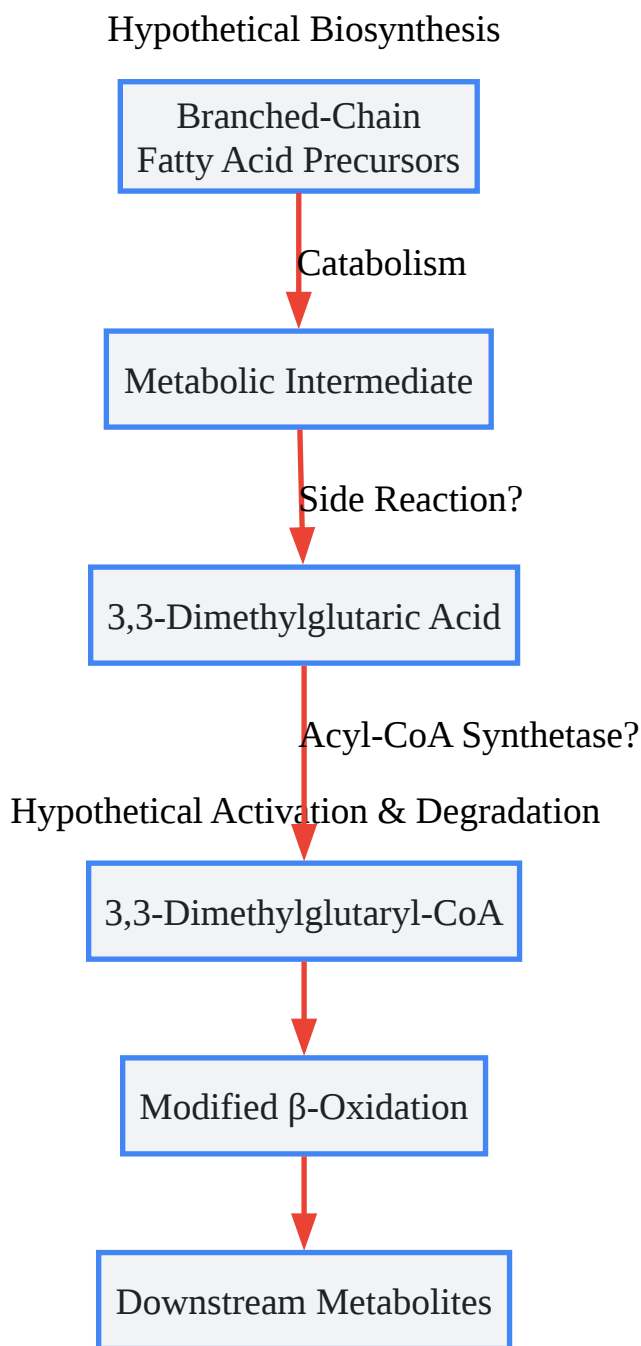 Hypothetical Biosynthesis
Branched-Chain
Fatty Acid Precursors
Catabolism
Metabolic Intermediate
Side Reaction?
3,3-Dimethylglutaric Acid
Acyl-CoA Synthetase?
Hypothetical Activation & Degradation
3,3-Dimethylglutaryl-CoA
Modified β-Oxidation
Downstream Metabolites